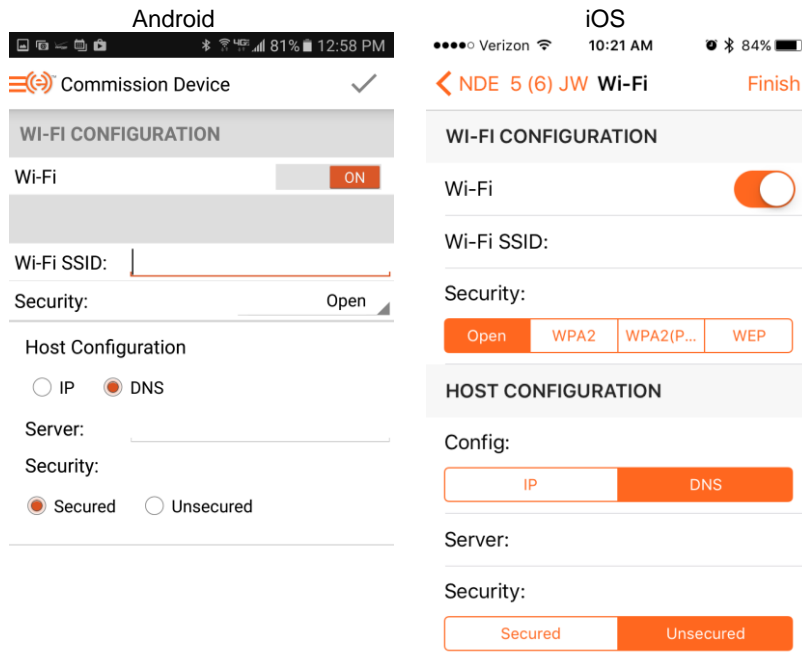 Android
81% 12:58 PM
Commission Device
WI-FI CONFIGURATION
Wi-Fi
ON
Wi-Fi SSID:
Security: Open
Host Configuration
IP DNS
Server:
Security:
Secured Unsecured
iOS
Verizon 10:21 AM 84%
NDE 5 (6) JW Wi-Fi Finish
WI-FI CONFIGURATION
Wi-Fi
Wi-Fi SSID:
Security:
Open WPA2 WPA2(P... WEP
HOST CONFIGURATION
Config:
IP DNS
Server:
Security:
Secured Unsecured